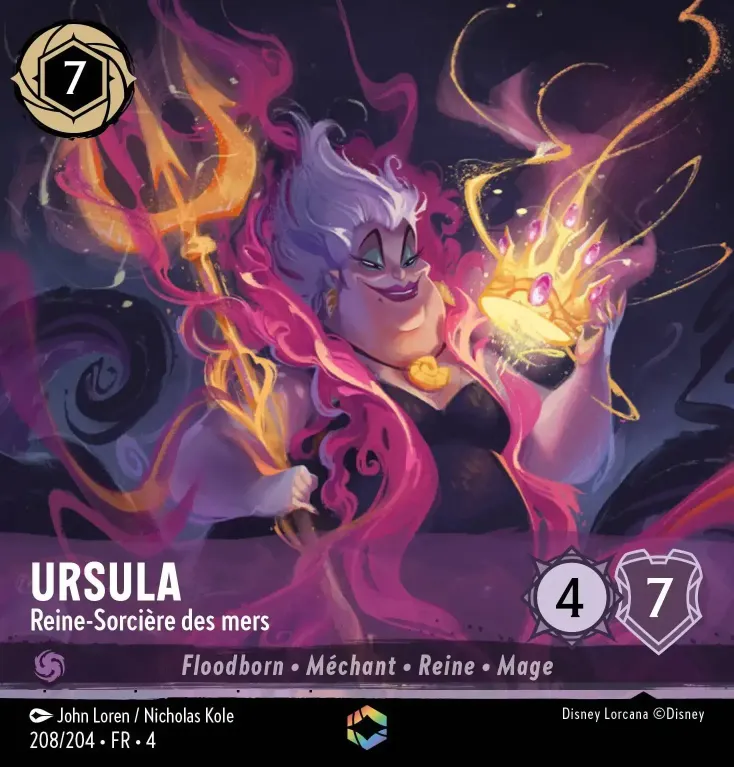 7
URSULA
Reine-Sorcière des mers
4
7
Floodborn • Méchant • Reine • Mage
John Loren / Nicholas Kole
Disney Lorcana ©Disney
208/204 • FR • 4